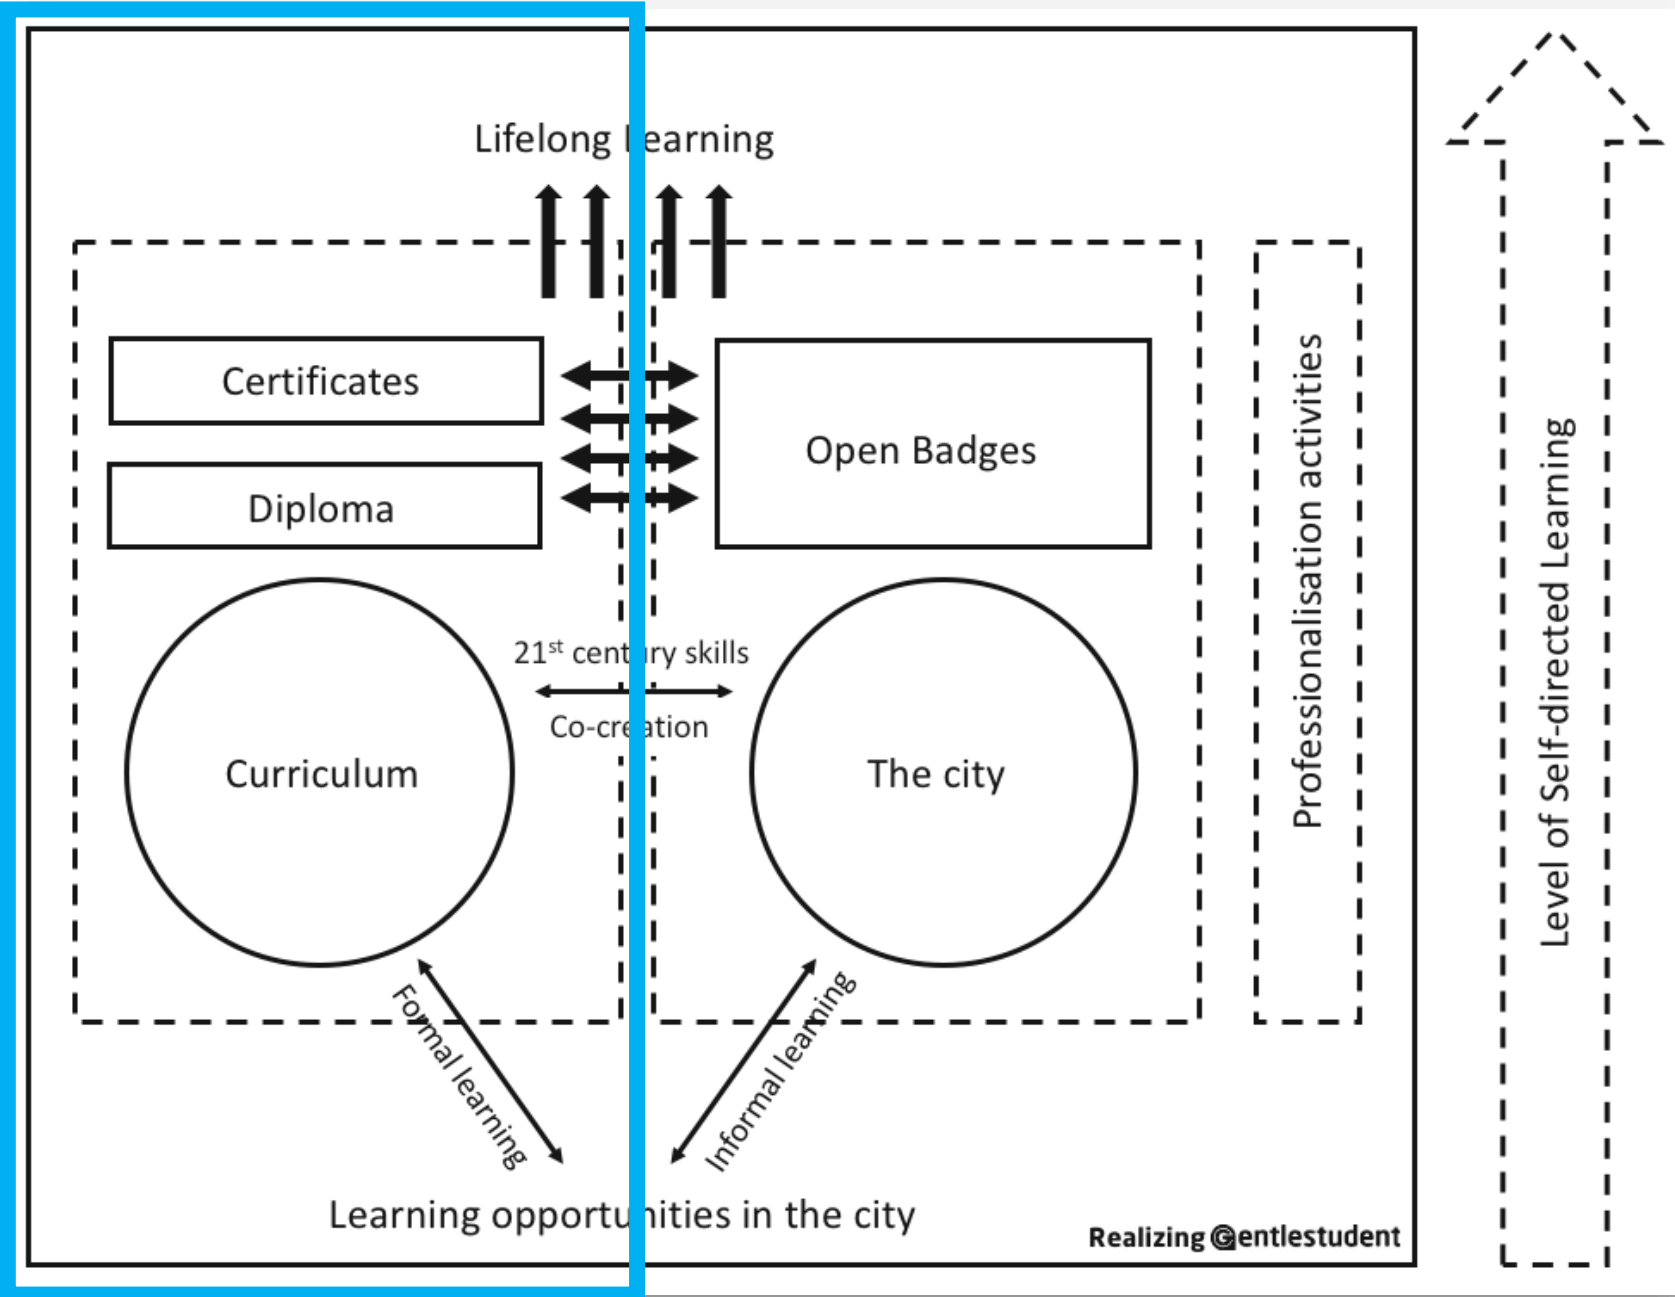 Lifelong Learning
Certificates
Diploma
Open Badges
21st century skills
Co-creation
Curriculum
The city
Formal learning
Informal learning
Learning opportunities in the city
Professionalisation activities
Level of Self-directed Learning
Realizing Gentlestudent